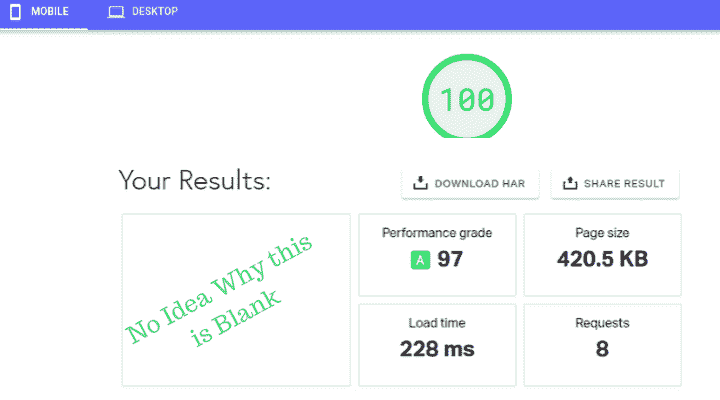 MOBILE DESKTOP
100
Your Results: DOWNLOAD HAR SHARE RESULT
No Idea Why this
is Blank
Performance grade Page size
A 97 420.5 KB
Load time Requests
228 ms 8